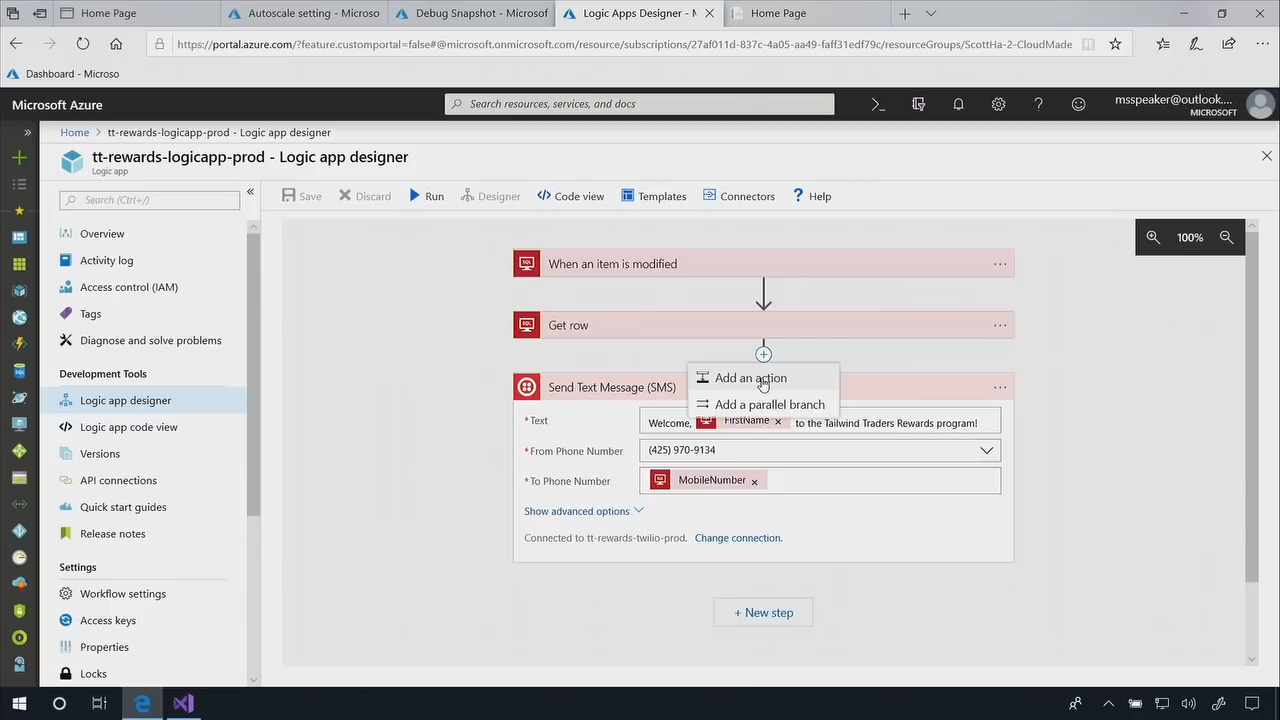 Home Page
Autoscale setting - Microso
Debug Snapshot - Microsof
Logic Apps Designer - M
Home Page
https://portal.azure.com/?feature.customportal=false#@microsoft.onmicrosoft.com/resource/subscriptions/27af011d-837c-4a05-aa49-faff31edf79c/resourceGroups/ScottHa-2-CloudMade
Dashboard - Microso
Microsoft Azure
Search resources, services, and docs
msspeaker@outlook....
MICROSOFT
Home > tt-rewards-logicapp-prod - Logic app designer
tt-rewards-logicapp-prod - Logic app designer
Logic app
Search (Ctrl+/)
Save
Discard
Run
Designer
Code view
Templates
Connectors
Help
Overview
Activity log
Access control (IAM)
Tags
Diagnose and solve problems
Development Tools
Logic app designer
Logic app code view
Versions
API connections
Quick start guides
Release notes
Settings
Workflow settings
Access keys
Properties
Locks
100%
SQL When an item is modified ...
SQL Get row ...
Add an action
Add a parallel branch
Send Text Message (SMS) ...
* Text
Welcome, FirstName × to the Tailwind Traders Rewards program!
* From Phone Number
(425) 970-9134
* To Phone Number
MobileNumber ×
Show advanced options
Connected to tt-rewards-twilio-prod. Change connection.
+ New step